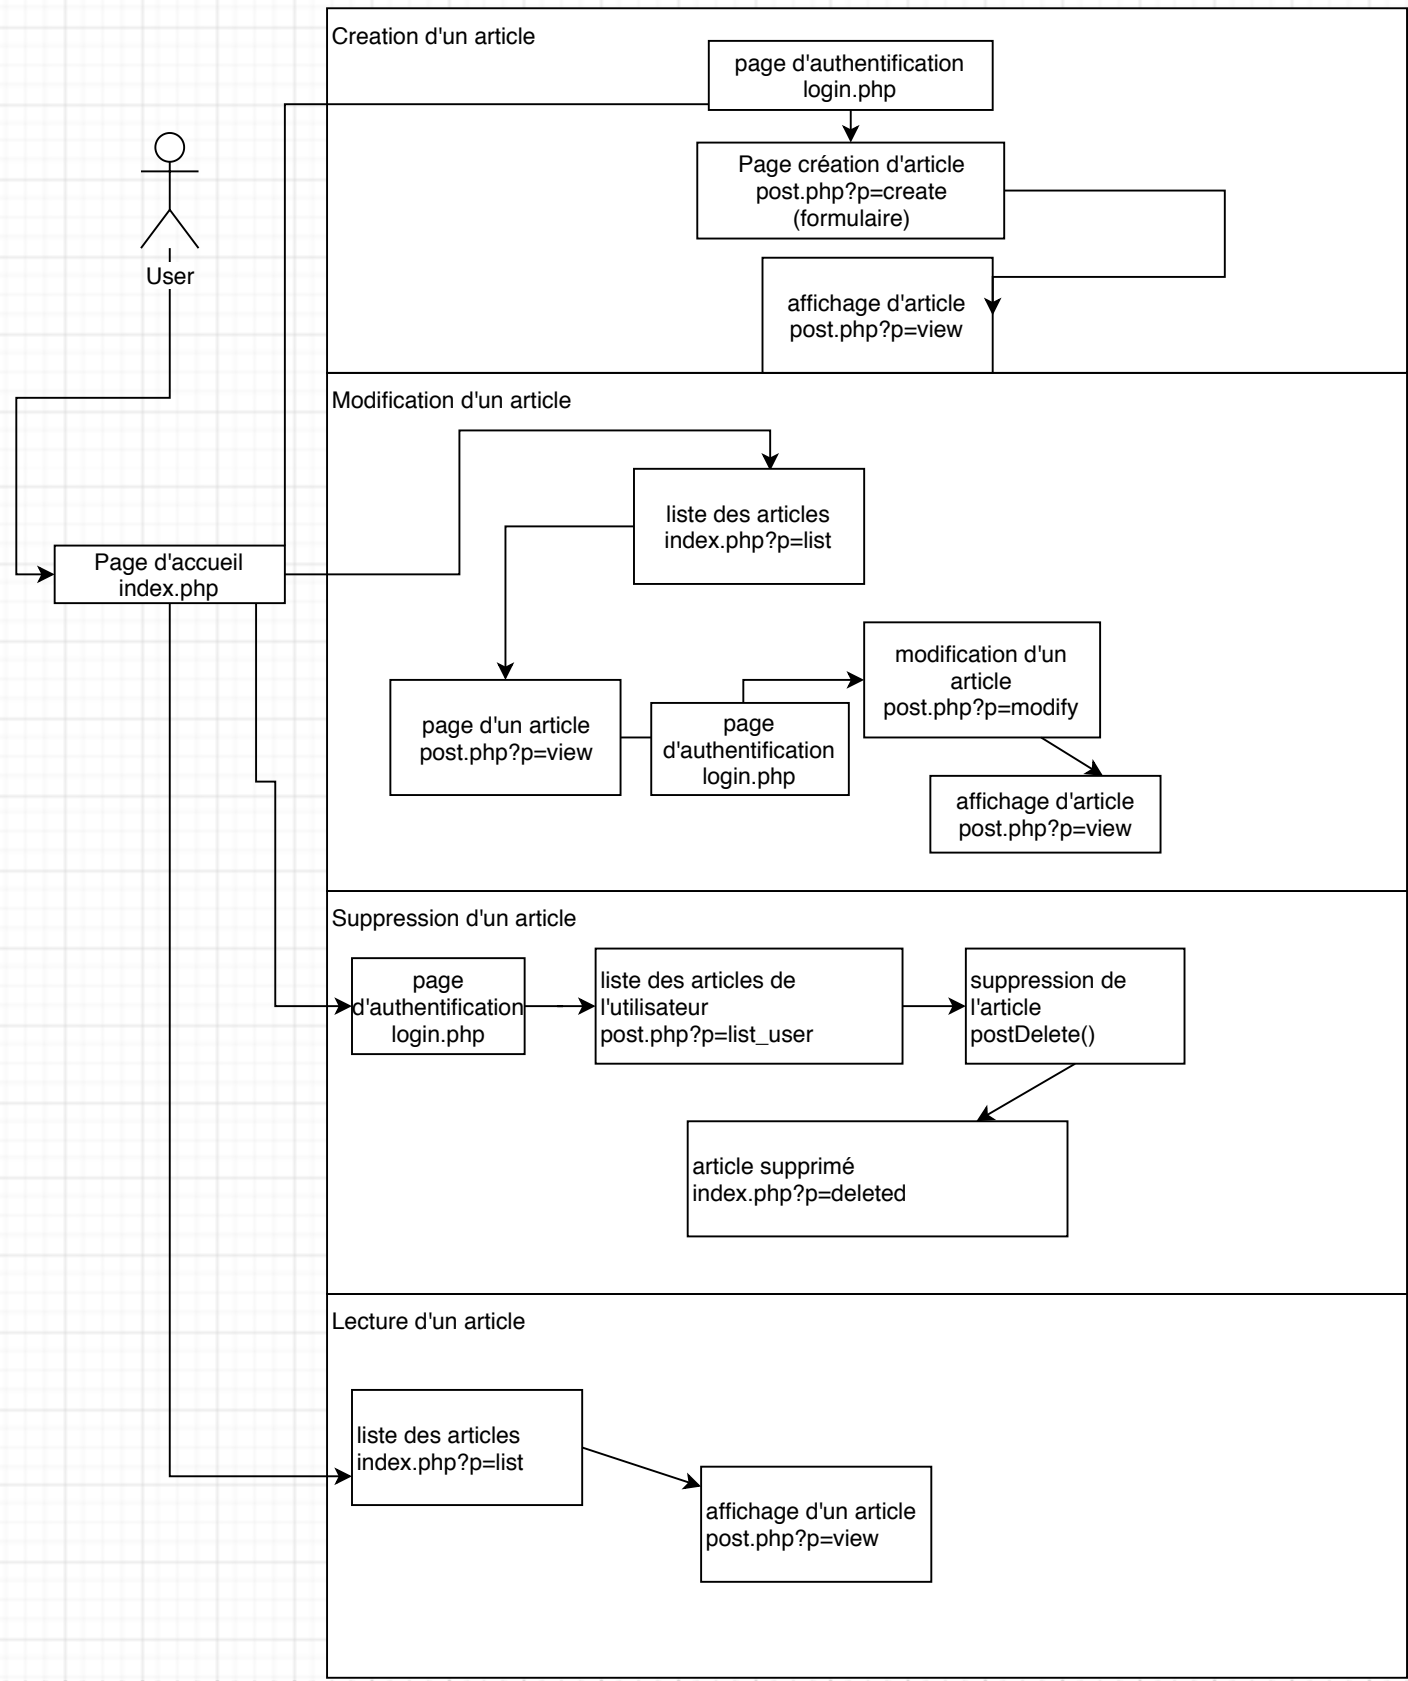 Creation d'un article
page d'authentification
login.php
Page création d'article
post.php?p=create
(formulaire)
affichage d'article
post.php?p=view
User
Page d'accueil
index.php
Modification d'un article
liste des articles
index.php?p=list
page d'un article
post.php?p=view
page
d'authentification
login.php
modification d'un
article
post.php?p=modify
affichage d'article
post.php?p=view
Suppression d'un article
page
d'authentification
login.php
liste des articles de
l'utilisateur
post.php?p=list_user
suppression de
l'article
postDelete()
article supprimé
index.php?p=deleted
Lecture d'un article
liste des articles
index.php?p=list
affichage d'un article
post.php?p=view